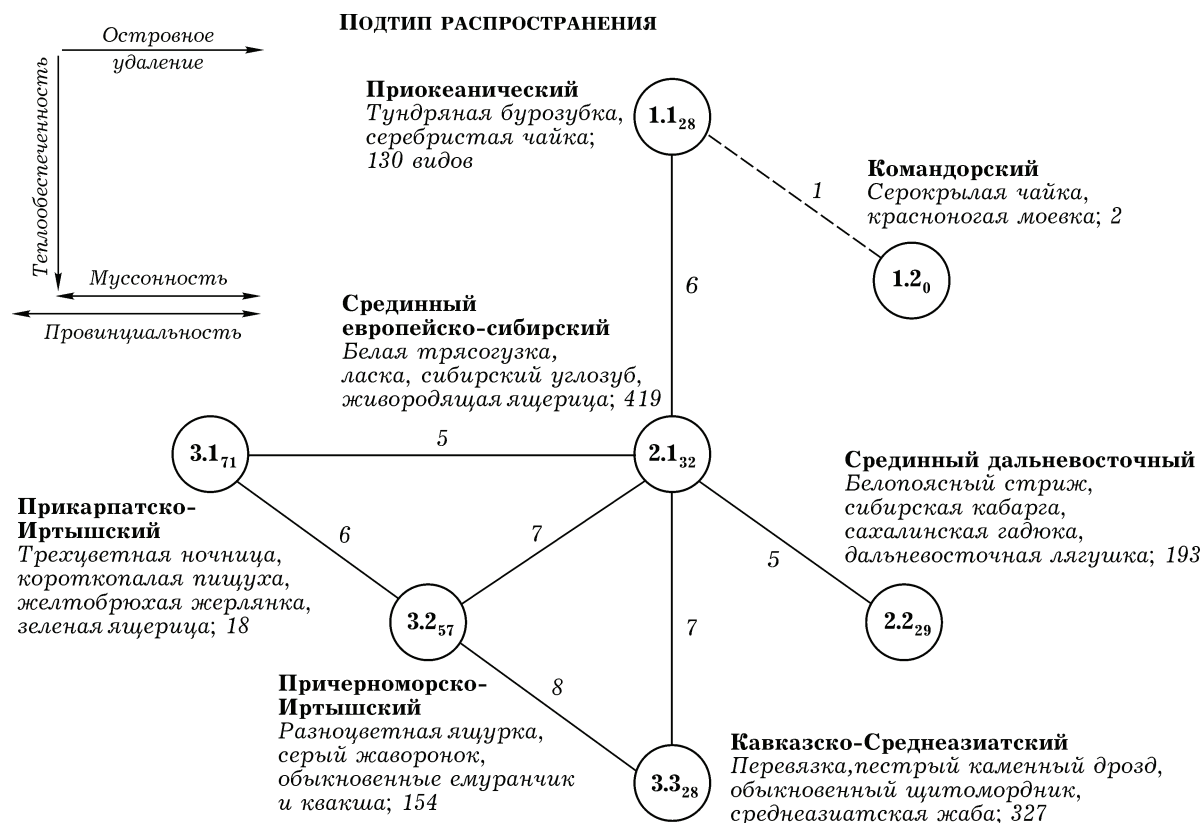 Подтип распространения
Островное
удаление
Теплообеспеченность
Муссонность
Провинциальность
Приокеанический
Тундряная бурозубка,
серебристая чайка;
130 видов
1.1₂₈
1
Командорский
Серокрылая чайка,
красноногая моевка; 2
1.2₀
6
Срединный
европейско-сибирский
Белая трясогузка,
ласка, сибирский углозуб,
живородящая ящерица; 419
3.1₇₁
5
2.1₃₂
Срединный дальневосточный
Белопоясный стриж,
сибирская кабарга,
сахалинская гадюка,
дальневосточная лягушка; 193
Прикарпатско-
Иртышский
Трехцветная ночница,
короткопалая пищуха,
желтобрюхая жерлянка,
зеленая ящерица; 18
6
7
5
3.2₅₇
7
2.2₂₉
Причерноморско-
Иртышский
Разноцветная ящурка,
серый жаворонок,
обыкновенные емуранчик
и квакша; 154
8
3.3₂₈
Кавказско-Среднеазиатский
Перевязка,пестрый каменный дрозд,
обыкновенный щитомордник,
среднеазиатская жаба; 327